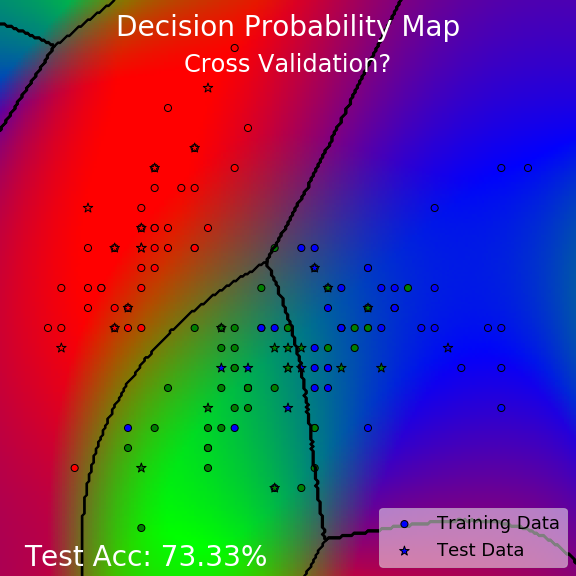 Decision Probability Map
Cross Validation?
Training Data
Test Data
Test Acc: 73.33%